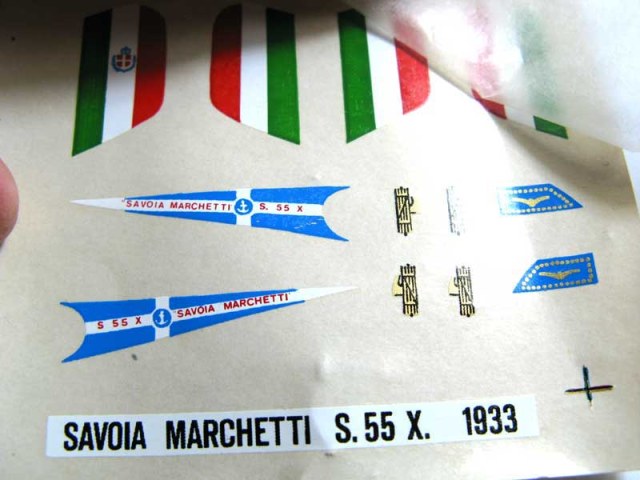 "SAVOIA MARCHETTI" S. 55 X
S 55 X "SAVOIA MARCHETTI"
SAVOIA MARCHETTI S. 55 X. 1933